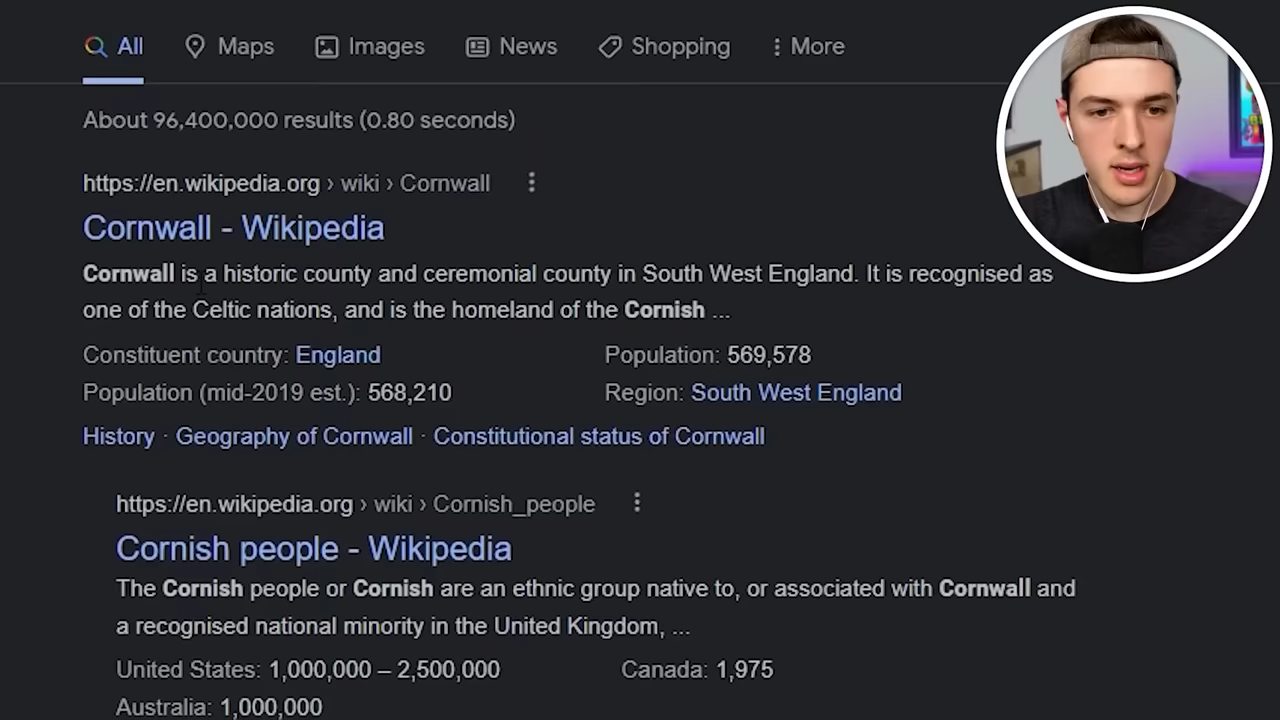 All Maps Images News Shopping More
About 96,400,000 results (0.80 seconds)
https://en.wikipedia.org › wiki › Cornwall
Cornwall - Wikipedia
Cornwall is a historic county and ceremonial county in South West England. It is recognised as
one of the Celtic nations, and is the homeland of the Cornish ...
Constituent country: England Population: 569,578
Population (mid-2019 est.): 568,210 Region: South West England
History · Geography of Cornwall · Constitutional status of Cornwall
https://en.wikipedia.org › wiki › Cornish_people
Cornish people - Wikipedia
The Cornish people or Cornish are an ethnic group native to, or associated with Cornwall and
a recognised national minority in the United Kingdom, ...
United States: 1,000,000 – 2,500,000 Canada: 1,975
Australia: 1,000,000